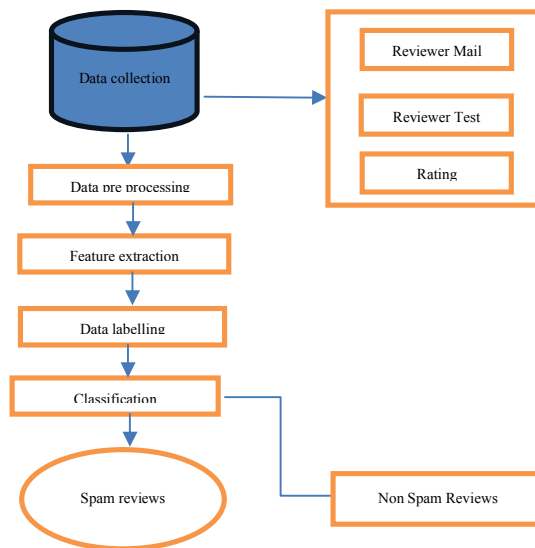 Data collection
Reviewer Mail
Reviewer Test
Rating
Data pre processing
Feature extraction
Data labelling
Classification
Spam reviews
Non Spam Reviews